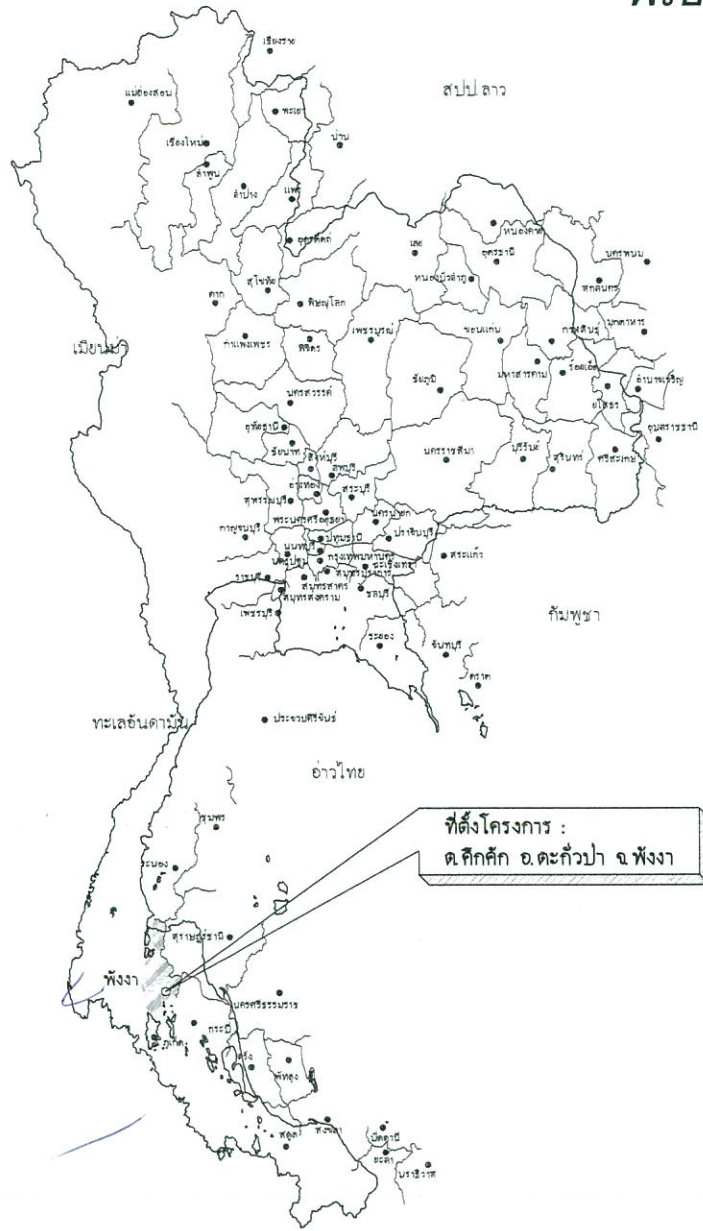 เชียงราย
สปป.ลาว
แม่ฮ่องสอน
พะเยา
น่าน
เชียงใหม่
ลำพูน
ลำปาง
แพร่
อุตรดิตถ์
เลย
หนองคาย
อุดรธานี
หนองบัวลำภู
นครพนม
สกลนคร
สุโขทัย
ตาก
พิษณุโลก
กำแพงเพชร
พิจิตร
เพชรบูรณ์
ขอนแก่น
กาฬสินธุ์
มุกดาหาร
เมียนม่า
มหาสารคาม
ร้อยเอ็ด
ชัยภูมิ
ยโสธร
อำนาจเจริญ
นครสวรรค์
อุทัยธานี
อุบลราชธานี
ชัยนาท
สิงห์บุรี
ลพบุรี
นครราชสีมา
บุรีรัมย์
สุรินทร์
ศรีสะเกษ
อ่างทอง
สระบุรี
สุพรรณบุรี
พระนครศรีอยุธยา
นครนายก
กาญจนบุรี
ปทุมธานี
ปราจีนบุรี
นนทบุรี
นครปฐม
กรุงเทพมหานคร
ฉะเชิงเทรา
สระแก้ว
ราชบุรี
สมุทรสาคร
สมุทรปราการ
สมุทรสงคราม
ชลบุรี
เพชรบุรี
กัมพูชา
ระยอง
จันทบุรี
ตราด
ทะเลอันดามัน
ประจวบคีรีขันธ์
อ่าวไทย
ชุมพร
ที่ตั้งโครงการ :
ต.คึกคัก อ.ตะกั่วป่า จ.พังงา
ระนอง
สุราษฎร์ธานี
พังงา
นครศรีธรรมราช
กระบี่
ภูเก็ต
ตรัง
พัทลุง
สตูล
สงขลา
ปัตตานี
ยะลา
นราธิวาส